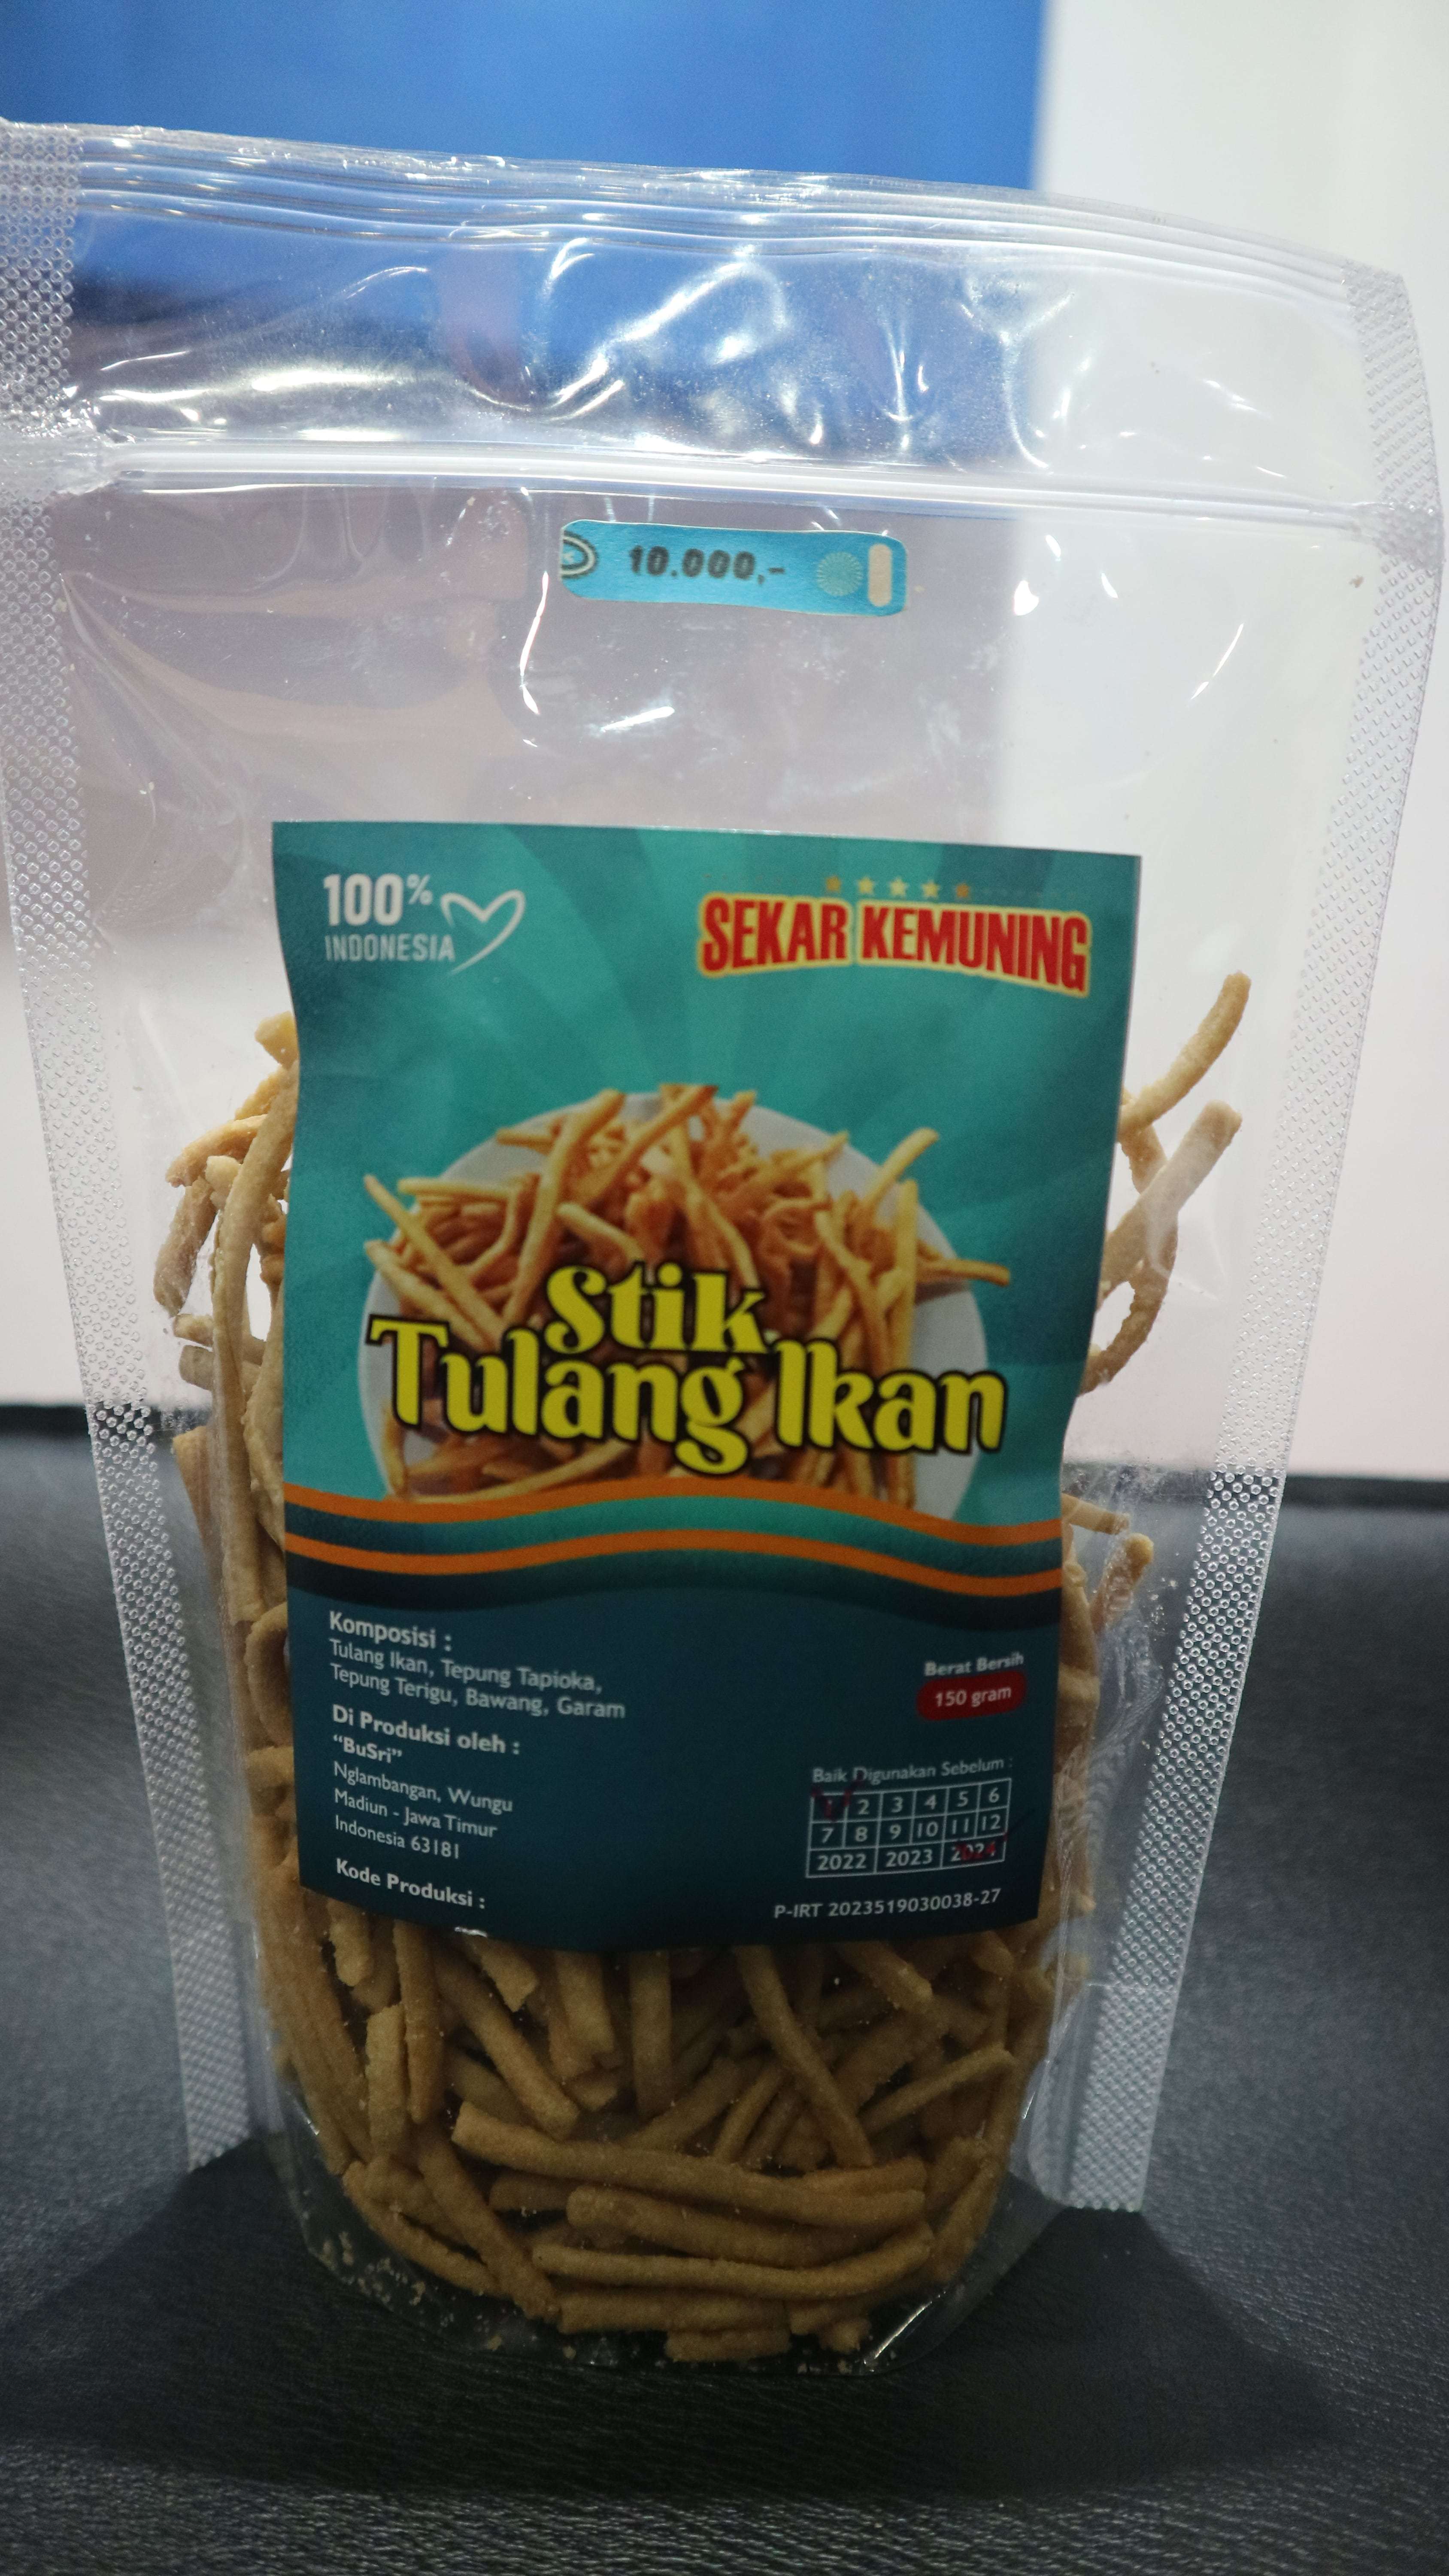 10.000,-
100%
INDONESIA
SEKAR KEMUNING
Stik
Tulang Ikan
Komposisi :
Tulang Ikan, Tepung Tapioka,
Tepung Terigu, Bawang, Garam
Di Produksi oleh :
“BuSri”
Nglambangan, Wungu
Madiun - Jawa Timur
Indonesia 63181
Kode Produksi :
Berat Bersih
150 gram
Baik Digunakan Sebelum :
1 2 3 4 5 6
7 8 9 10 11 12
2022 2023 2024
P-IRT 2023519030038-27